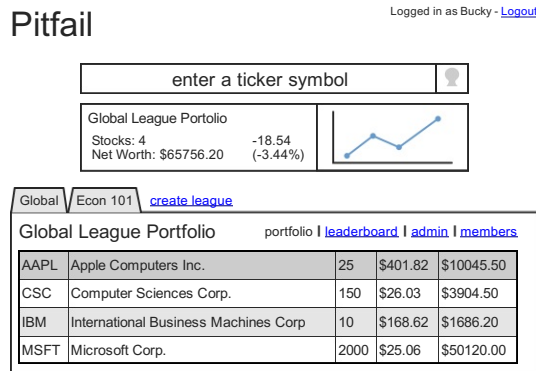 Pitfail
Logged in as Bucky - Logout
enter a ticker symbol
Global League Portolio
Stocks: 4 -18.54
Net Worth: $65756.20 (-3.44%)
Global Econ 101 create league
Global League Portfolio portfolio | leaderboard | admin | members
AAPL Apple Computers Inc. 25 $401.82 $10045.50
CSC Computer Sciences Corp. 150 $26.03 $3904.50
IBM International Business Machines Corp 10 $168.62 $1686.20
MSFT Microsoft Corp. 2000 $25.06 $50120.00